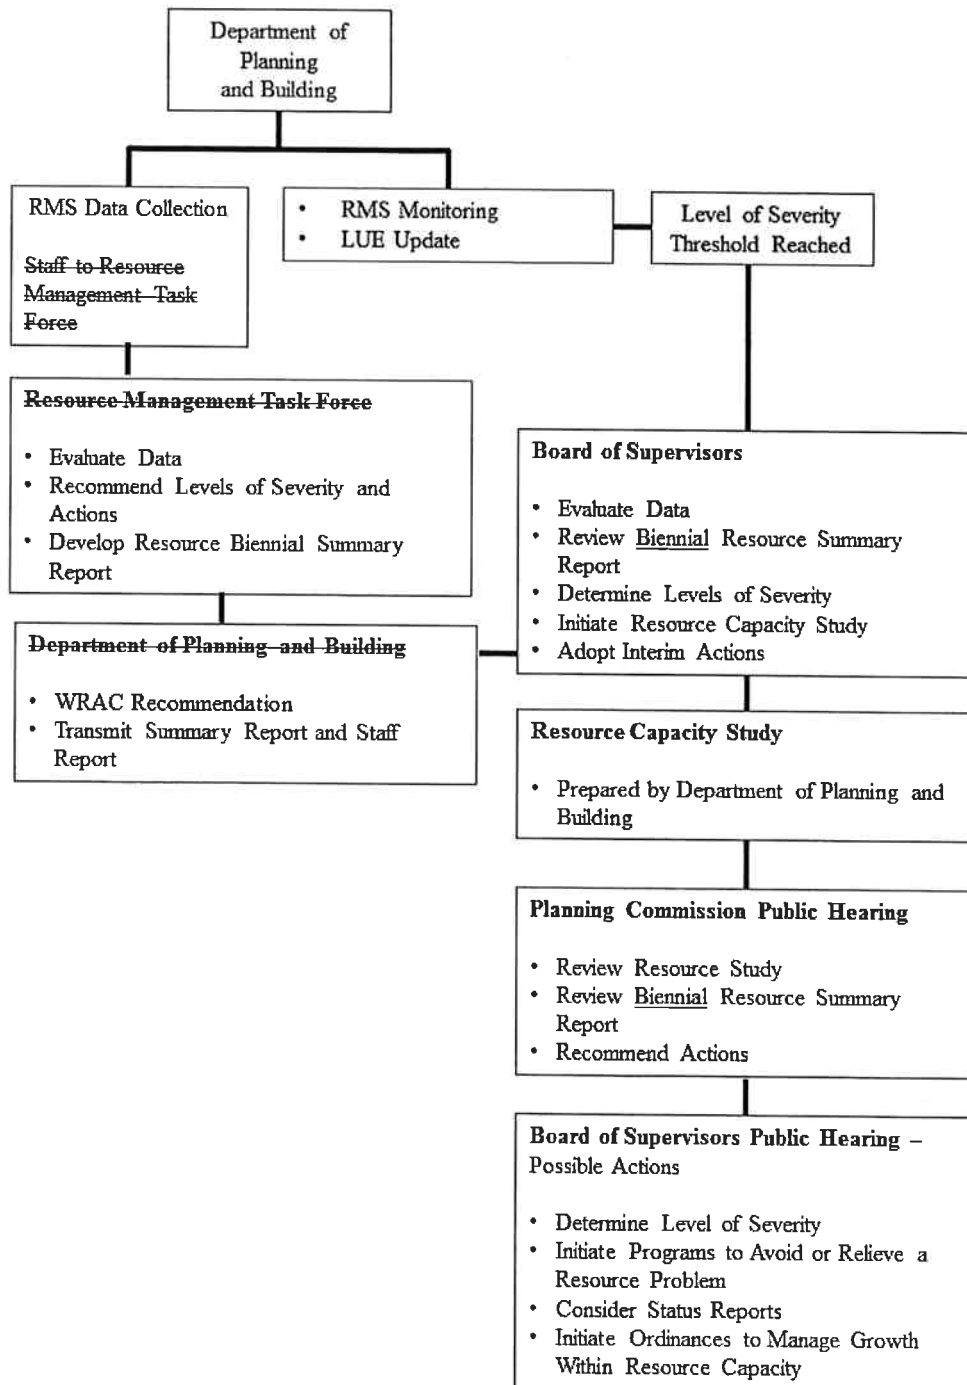 Department of
Planning
and Building
RMS Data Collection
Staff to Resource
Management Task
Force
• RMS Monitoring
• LUE Update
Level of Severity
Threshold Reached
Resource Management Task Force
• Evaluate Data
• Recommend Levels of Severity and
Actions
• Develop Resource Biennial Summary
Report
Department of Planning and Building
• WRAC Recommendation
• Transmit Summary Report and Staff
Report
Board of Supervisors
• Evaluate Data
• Review Biennial Resource Summary
Report
• Determine Levels of Severity
• Initiate Resource Capacity Study
• Adopt Interim Actions
Resource Capacity Study
• Prepared by Department of Planning and
Building
Planning Commission Public Hearing
• Review Resource Study
• Review Biennial Resource Summary
Report
• Recommend Actions
Board of Supervisors Public Hearing –
Possible Actions
• Determine Level of Severity
• Initiate Programs to Avoid or Relieve a
Resource Problem
• Consider Status Reports
• Initiate Ordinances to Manage Growth
Within Resource Capacity